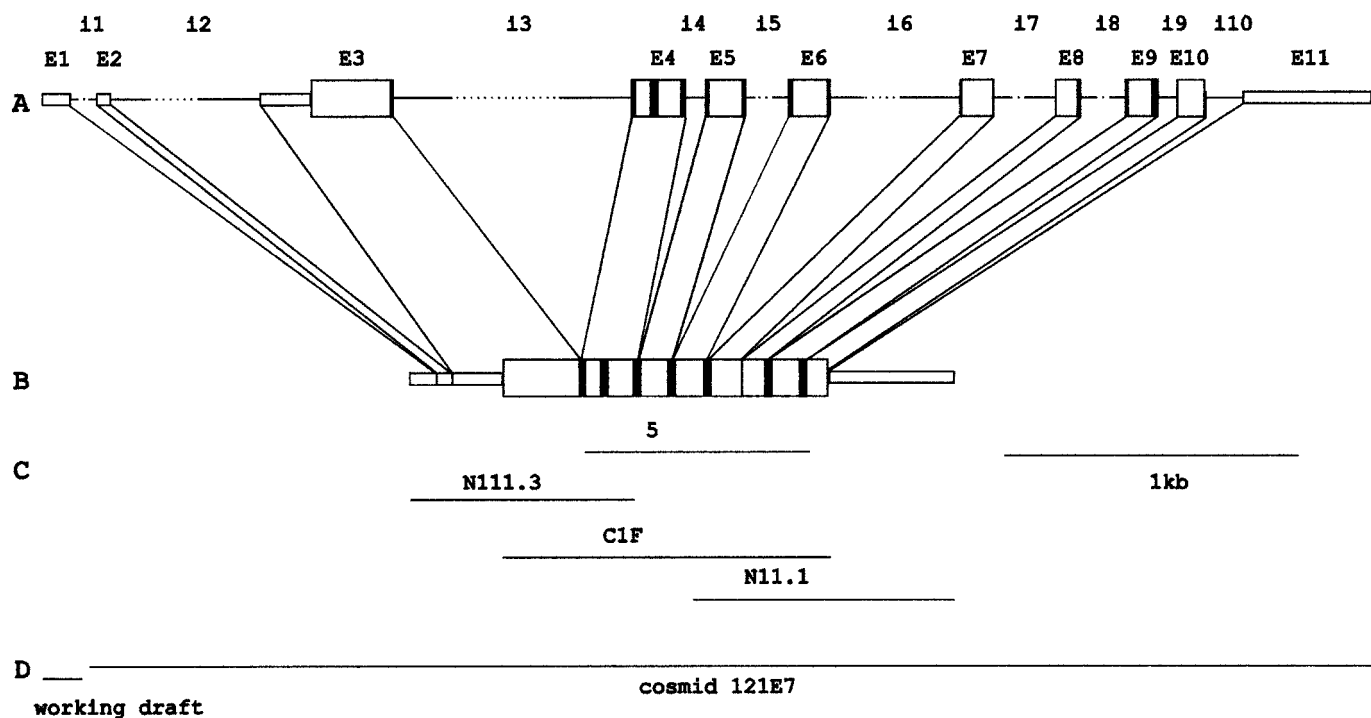 i1 i2 i3 i4 i5 i6 i7 i8 i9 i10
E1 E2 E3 E4 E5 E6 E7 E8 E9 E10 E11
A
B
5
C
N111.3
1kb
C1F
N11.1
D
cosmid 121E7
working draft